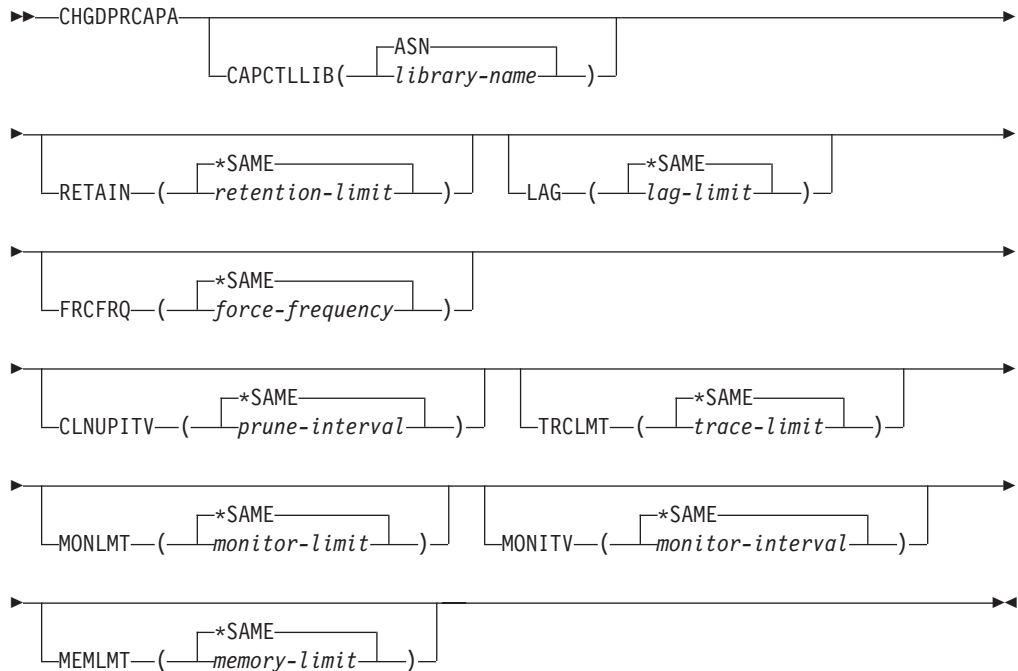 CHGDPRCAPA
ASN
CAPCTLLIB( library-name )
*SAME *SAME
RETAIN ( retention-limit ) LAG ( lag-limit )
*SAME
FRCFRQ ( force-frequency )
*SAME *SAME
CLNUPITV ( prune-interval ) TRCLMT ( trace-limit )
*SAME *SAME
MONLMT ( monitor-limit ) MONITV ( monitor-interval )
*SAME
MEMLMT ( memory-limit )